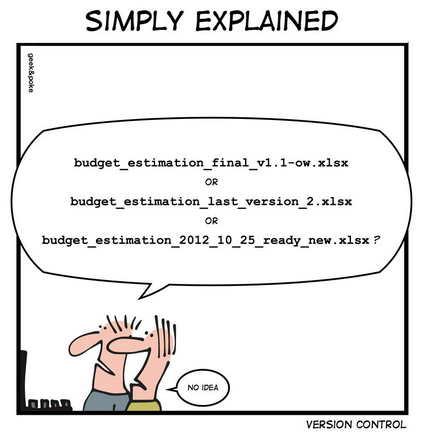 SIMPLY EXPLAINED
geek&poke
budget_estimation_final_v1.1-ow.xlsx
OR
budget_estimation_last_version_2.xlsx
OR
budget_estimation_2012_10_25_ready_new.xlsx ?
NO IDEA
VERSION CONTROL